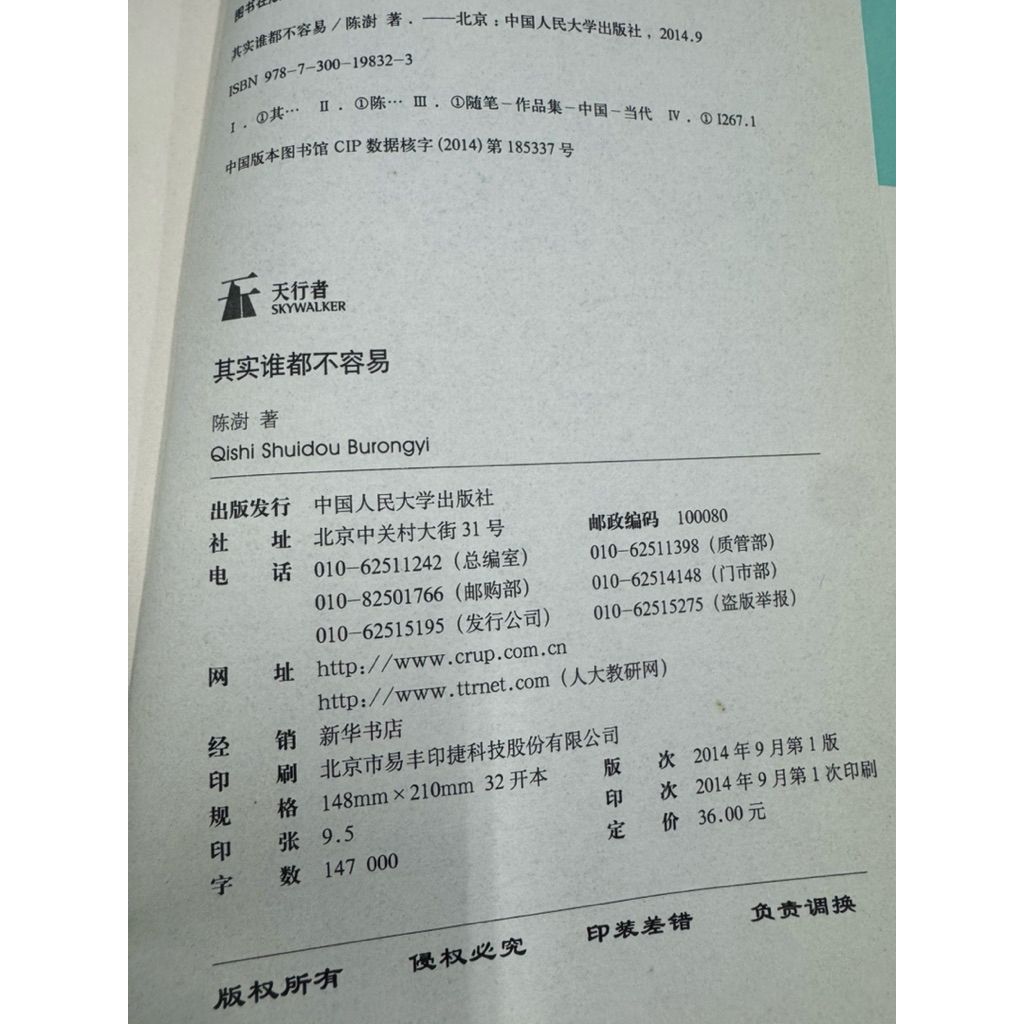 图书在
其实谁都不容易 / 陈澍 著. ——北京：中国人民大学出版社，2014.9
ISBN 978-7-300-19832-3
Ⅰ. ①其… Ⅱ. ①陈… Ⅲ. ①随笔-作品集-中国-当代 Ⅳ. ①I267.1
中国版本图书馆 CIP 数据核字（2014）第 185337 号
天行者
SKYWALKER
其实谁都不容易
陈澍 著
Qishi Shuidou Burongyi
出版发行 中国人民大学出版社
社 址 北京中关村大街 31 号 邮政编码 100080
电 话 010-62511242（总编室） 010-62511398（质管部）
010-82501766（邮购部） 010-62514148（门市部）
010-62515195（发行公司） 010-62515275（盗版举报）
网 址 http://www.crup.com.cn
http://www.ttrnet.com（人大教研网）
经 销 新华书店
印 刷 北京市易丰印捷科技股份有限公司
规 格 148mm×210mm 32 开本 版 次 2014 年 9 月第 1 版
印 张 9.5 印 次 2014 年 9 月第 1 次印刷
字 数 147 000 定 价 36.00 元
版权所有 侵权必究 印装差错 负责调换